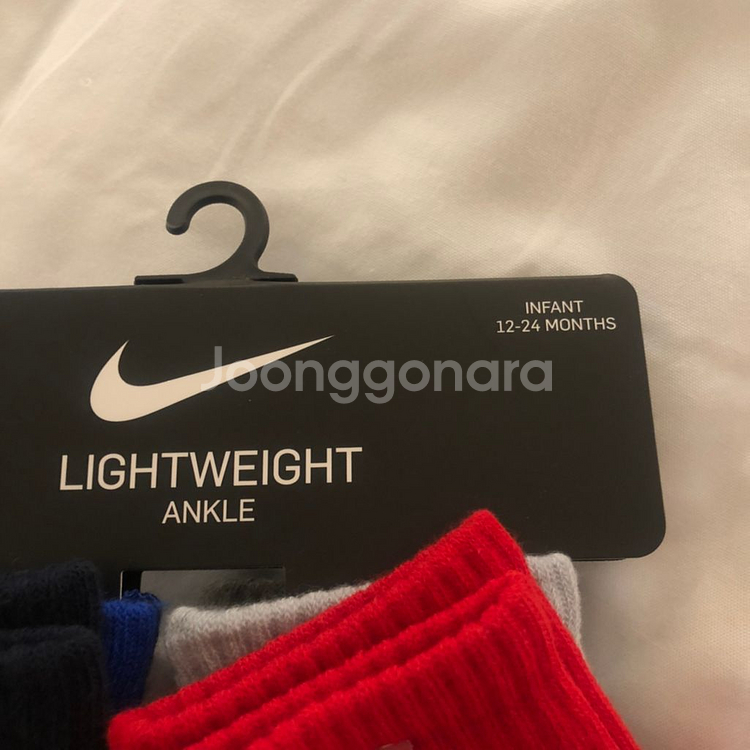 INFANT
12-24 MONTHS
Joonggonara
LIGHTWEIGHT
ANKLE